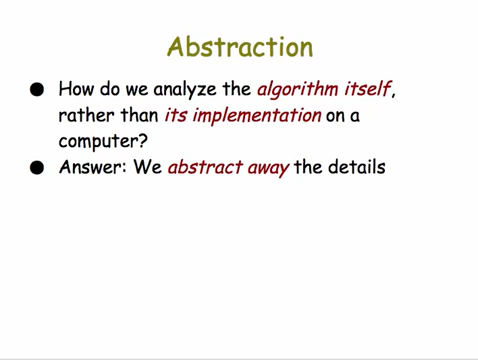 Abstraction
● How do we analyze the algorithm itself,
rather than its implementation on a
computer?
● Answer: We abstract away the details